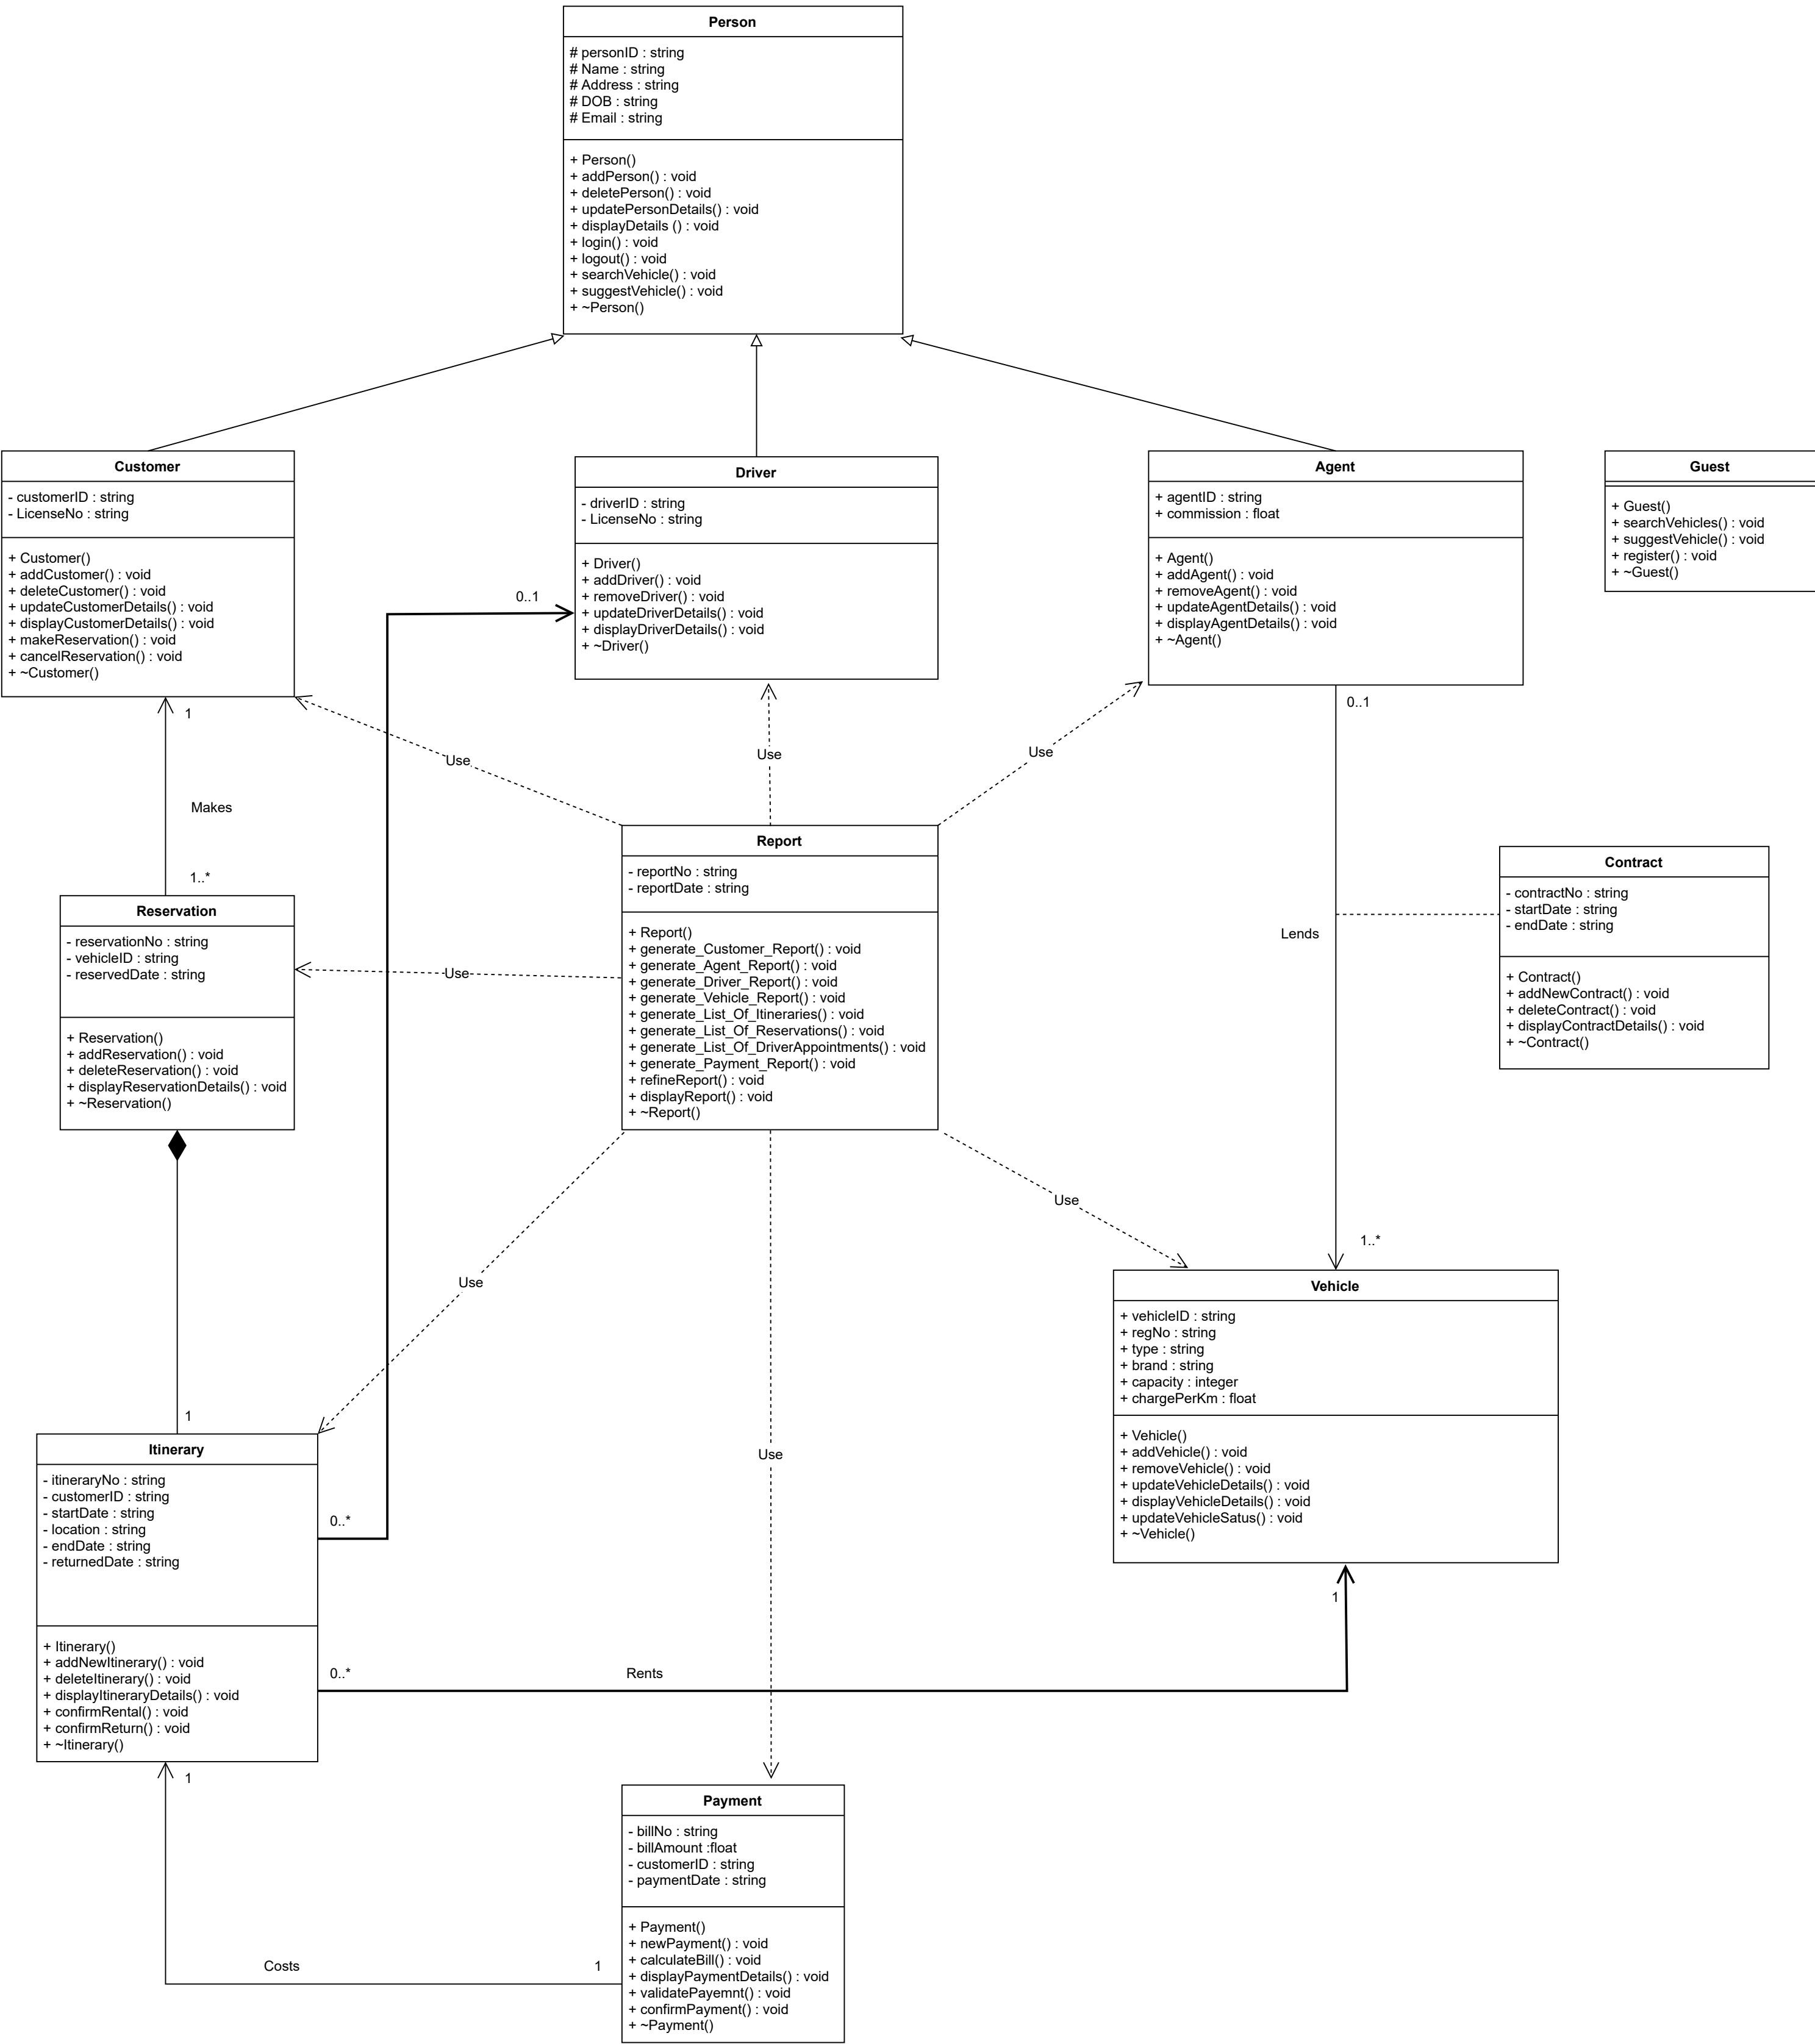 Person
# personID : string
# Name : string
# Address : string
# DOB : string
# Email : string
+ Person()
+ addPerson() : void
+ deletePerson() : void
+ updatePersonDetails() : void
+ displayDetails () : void
+ login() : void
+ logout() : void
+ searchVehicle() : void
+ suggestVehicle() : void
+ ~Person()
Customer
- customerID : string
- LicenseNo : string
+ Customer()
+ addCustomer() : void
+ deleteCustomer() : void
+ updateCustomerDetails() : void
+ displayCustomerDetails() : void
+ makeReservation() : void
+ cancelReservation() : void
+ ~Customer()
Driver
- driverID : string
- LicenseNo : string
+ Driver()
+ addDriver() : void
+ removeDriver() : void
+ updateDriverDetails() : void
+ displayDriverDetails() : void
+ ~Driver()
Agent
+ agentID : string
+ commission : float
+ Agent()
+ addAgent() : void
+ removeAgent() : void
+ updateAgentDetails() : void
+ displayAgentDetails() : void
+ ~Agent()
Guest
+ Guest()
+ searchVehicles() : void
+ suggestVehicle() : void
+ register() : void
+ ~Guest()
0..1
1
0..1
Use
Use
Use
Makes
1..*
Report
- reportNo : string
- reportDate : string
+ Report()
+ generate_Customer_Report() : void
+ generate_Agent_Report() : void
+ generate_Driver_Report() : void
+ generate_Vehicle_Report() : void
+ generate_List_Of_Itineraries() : void
+ generate_List_Of_Reservations() : void
+ generate_List_Of_DriverAppointments() : void
+ generate_Payment_Report() : void
+ refineReport() : void
+ displayReport() : void
+ ~Report()
Contract
- contractNo : string
- startDate : string
- endDate : string
+ Contract()
+ addNewContract() : void
+ deleteContract() : void
+ displayContractDetails() : void
+ ~Contract()
Lends
Reservation
- reservationNo : string
- vehicleID : string
- reservedDate : string
+ Reservation()
+ addReservation() : void
+ deleteReservation() : void
+ displayReservationDetails() : void
+ ~Reservation()
Use
Use
1..*
Use
Vehicle
+ vehicleID : string
+ regNo : string
+ type : string
+ brand : string
+ capacity : integer
+ chargePerKm : float
+ Vehicle()
+ addVehicle() : void
+ removeVehicle() : void
+ updateVehicleDetails() : void
+ displayVehicleDetails() : void
+ updateVehicleSatus() : void
+ ~Vehicle()
1
Itinerary
- itineraryNo : string
- customerID : string
- startDate : string
- location : string
- endDate : string
- returnedDate : string
+ Itinerary()
+ addNewItinerary() : void
+ deleteItinerary() : void
+ displayItineraryDetails() : void
+ confirmRental() : void
+ confirmReturn() : void
+ ~Itinerary()
Use
0..*
1
0..*
Rents
1
Payment
- billNo : string
- billAmount :float
- customerID : string
- paymentDate : string
+ Payment()
+ newPayment() : void
+ calculateBill() : void
+ displayPaymentDetails() : void
+ validatePayemnt() : void
+ confirmPayment() : void
+ ~Payment()
Costs
1